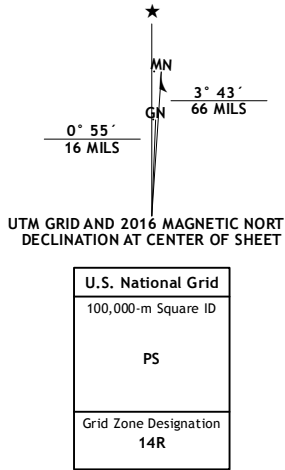 ★
MN
3° 43´
66 MILS
GN
0° 55´
16 MILS
UTM GRID AND 2016 MAGNETIC NORT
DECLINATION AT CENTER OF SHEET
U.S. National Grid
100,000-m Square ID
PS
Grid Zone Designation
14R